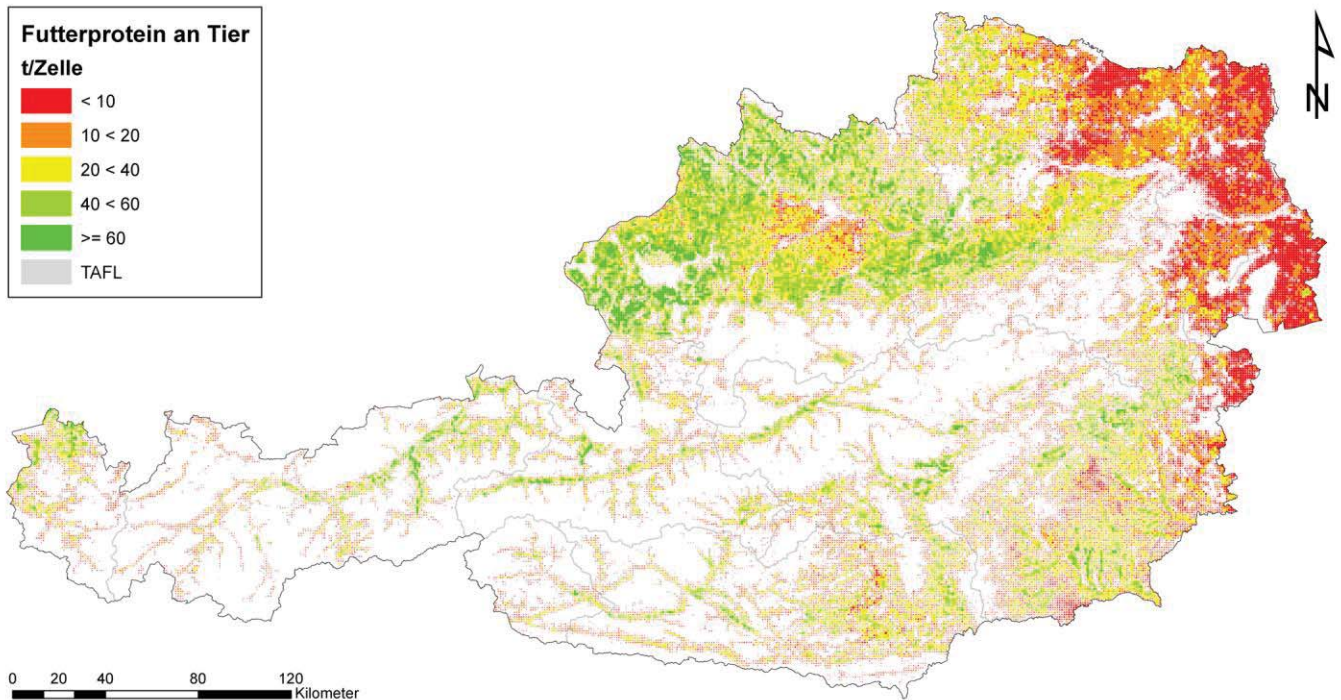 Futterprotein an Tier
t/Zelle
< 10
10 < 20
20 < 40
40 < 60
>= 60
TAFL
N
0 20 40 80 120
Kilometer